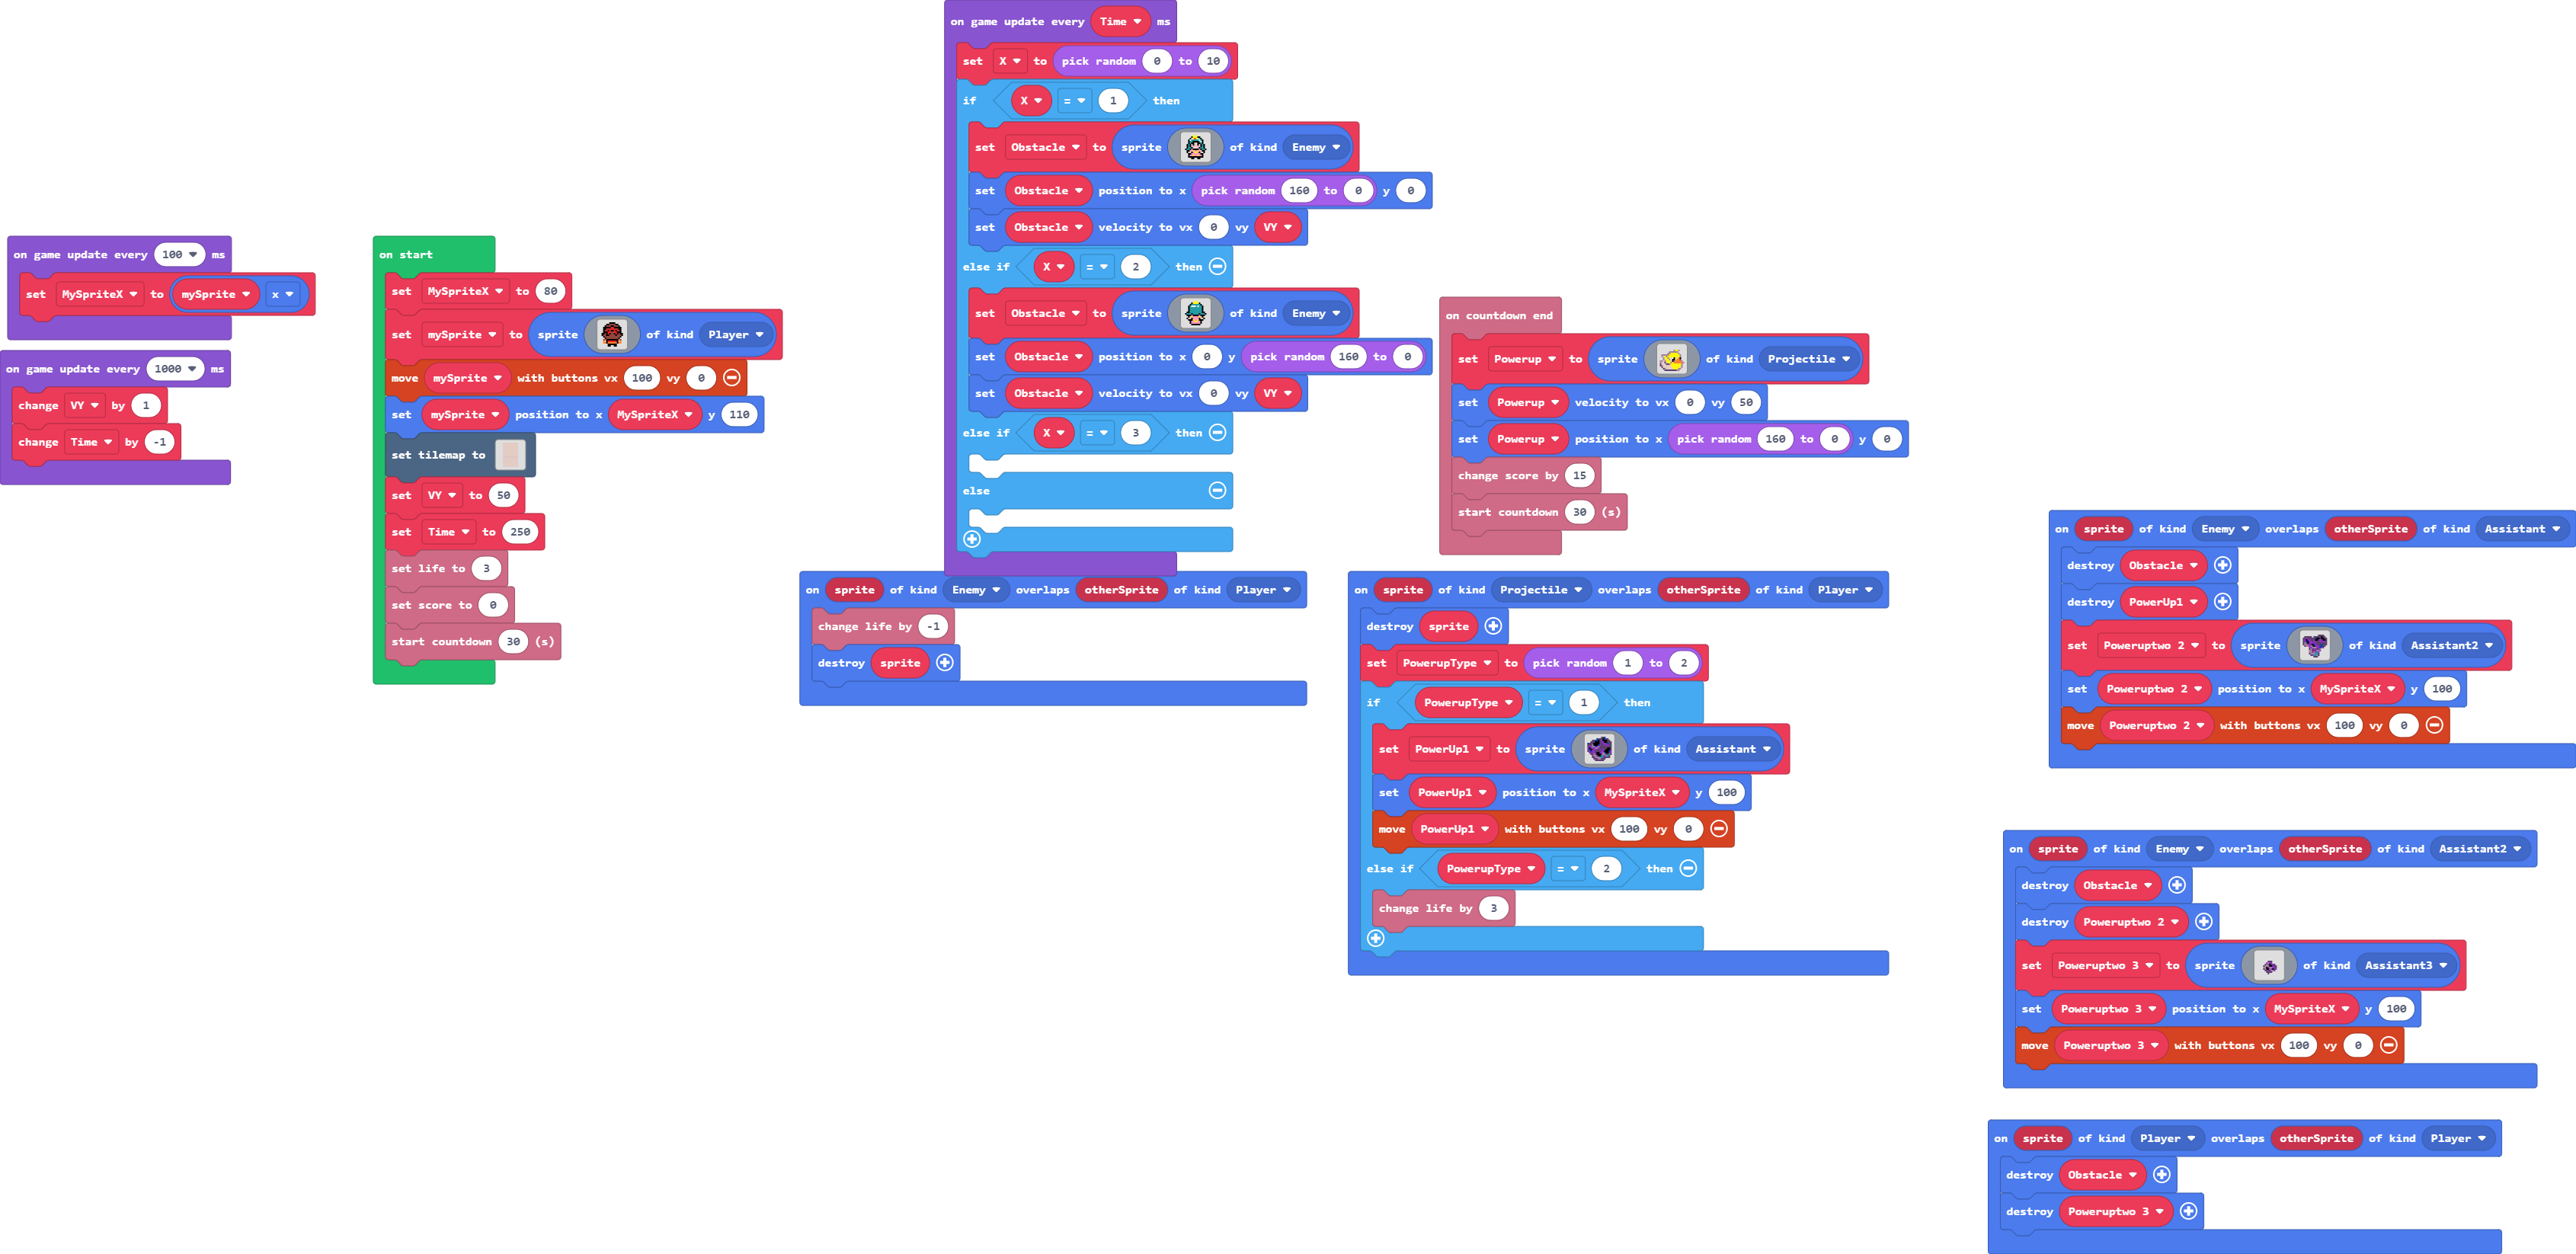 on game update every 100 ms
set MySpriteX to mySprite x
on game update every 1000 ms
change VY by 1
change Time by -1
on start
set MySpriteX to 80
set mySprite to sprite of kind Player
move mySprite with buttons vx 100 vy 0
set mySprite position to x MySpriteX y 110
set tilemap to
set VY to 50
set Time to 250
set life to 3
set score to 0
start countdown 30 (s)
on game update every Time ms
set X to pick random 0 to 10
if X = 1 then
set Obstacle to sprite of kind Enemy
set Obstacle position to x pick random 160 to 0 y 0
set Obstacle velocity to vx 0 vy VY
else if X = 2 then
set Obstacle to sprite of kind Enemy
set Obstacle position to x 0 y pick random 160 to 0
set Obstacle velocity to vx 0 vy VY
else if X = 3 then
else
on sprite of kind Enemy overlaps otherSprite of kind Player
change life by -1
destroy sprite
on countdown end
set Powerup to sprite of kind Projectile
set Powerup velocity to vx 0 vy 50
set Powerup position to x pick random 160 to 0 y 0
change score by 15
start countdown 30 (s)
on sprite of kind Projectile overlaps otherSprite of kind Player
destroy sprite
set PowerupType to pick random 1 to 2
if PowerupType = 1 then
set PowerUp1 to sprite of kind Assistant
set PowerUp1 position to x MySpriteX y 100
move PowerUp1 with buttons vx 100 vy 0
else if PowerupType = 2 then
change life by 3
on sprite of kind Enemy overlaps otherSprite of kind Assistant
destroy Obstacle
destroy PowerUp1
set Poweruptwo 2 to sprite of kind Assistant2
set Poweruptwo 2 position to x MySpriteX y 100
move Poweruptwo 2 with buttons vx 100 vy 0
on sprite of kind Enemy overlaps otherSprite of kind Assistant2
destroy Obstacle
destroy Poweruptwo 2
set Poweruptwo 3 to sprite of kind Assistant3
set Poweruptwo 3 position to x MySpriteX y 100
move Poweruptwo 3 with buttons vx 100 vy 0
on sprite of kind Player overlaps otherSprite of kind Player
destroy Obstacle
destroy Poweruptwo 3